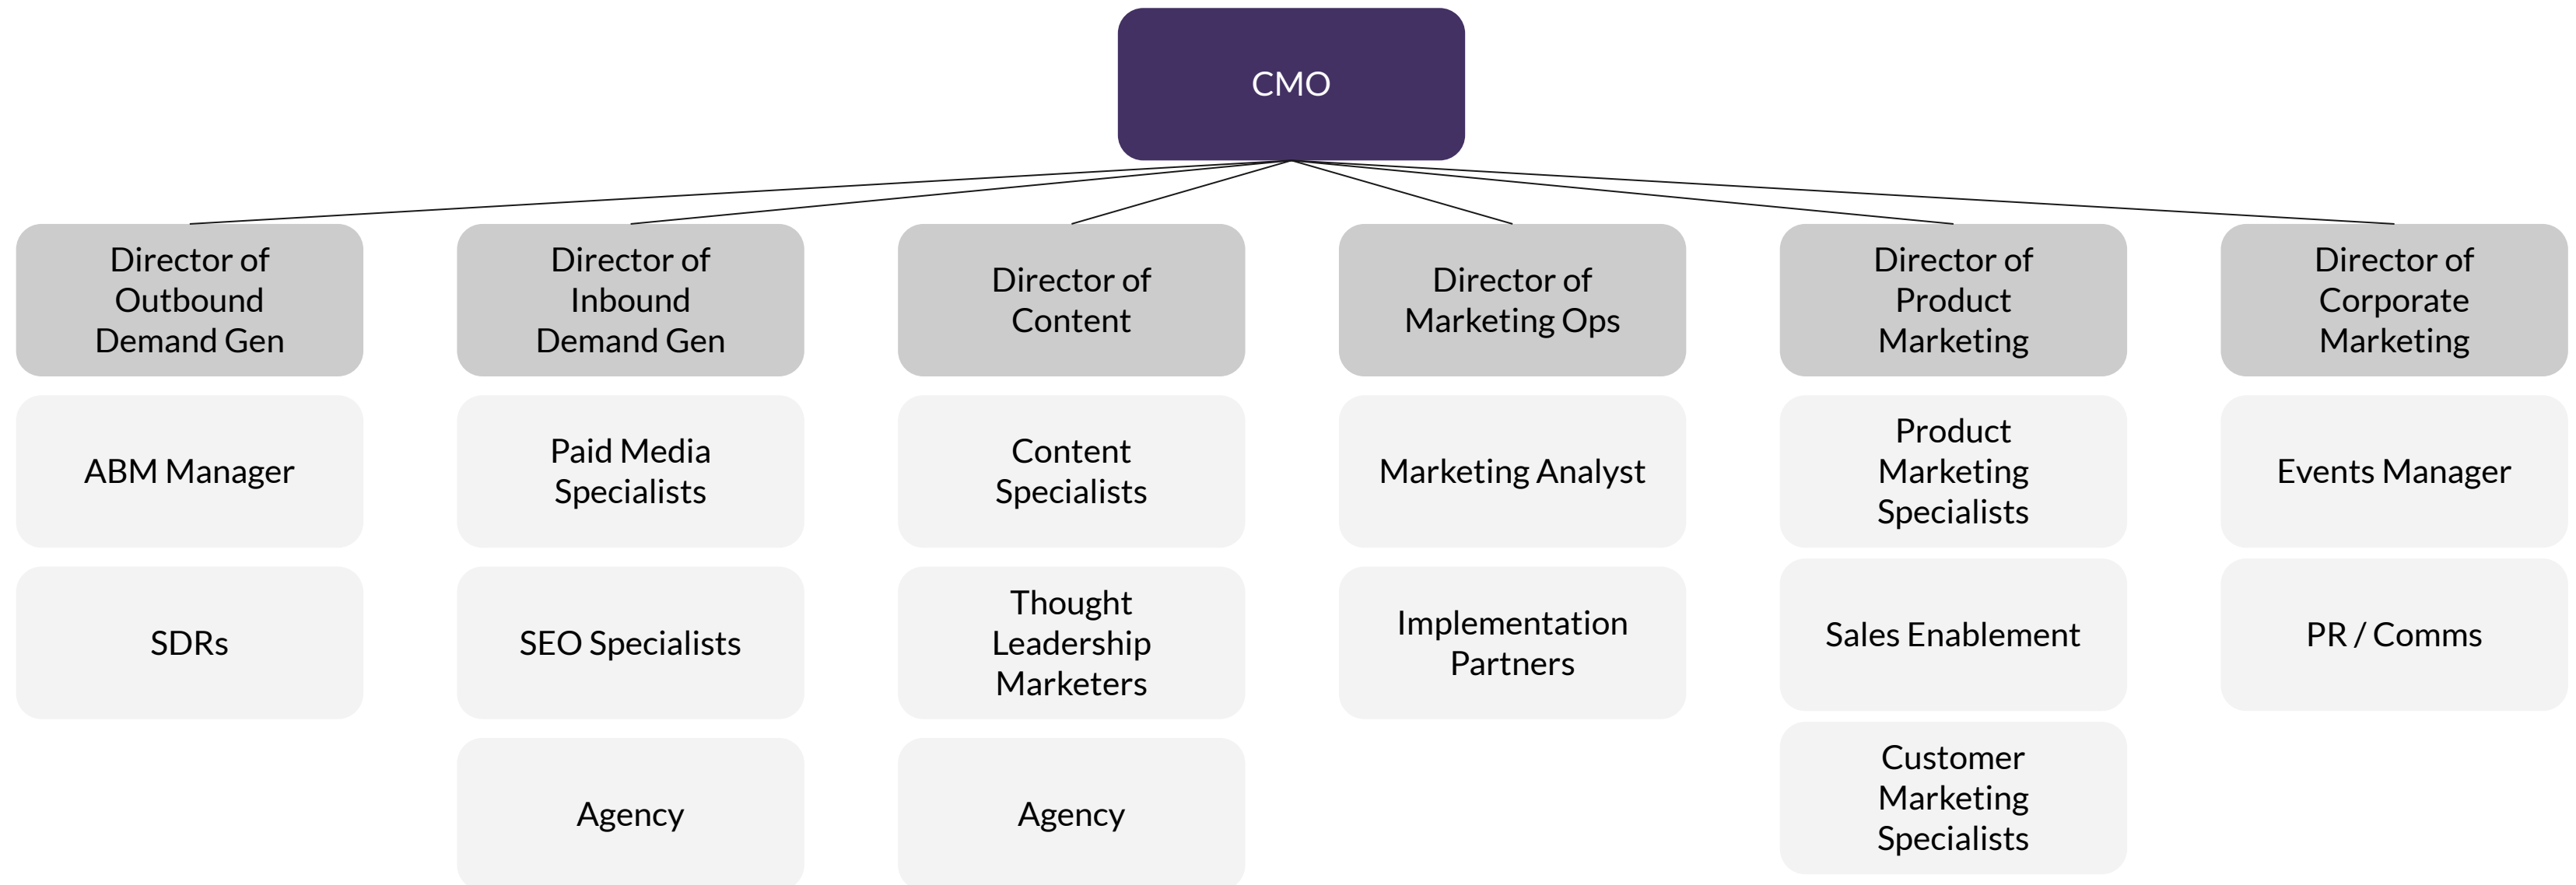 CMO
Director of
Outbound
Demand Gen
Director of
Inbound
Demand Gen
Director of
Content
Director of
Marketing Ops
Director of
Product
Marketing
Director of
Corporate
Marketing
ABM Manager
Paid Media
Specialists
Content
Specialists
Marketing Analyst
Product
Marketing
Specialists
Events Manager
SDRs
SEO Specialists
Thought
Leadership
Marketers
Implementation
Partners
Sales Enablement
PR / Comms
Agency
Agency
Customer
Marketing
Specialists